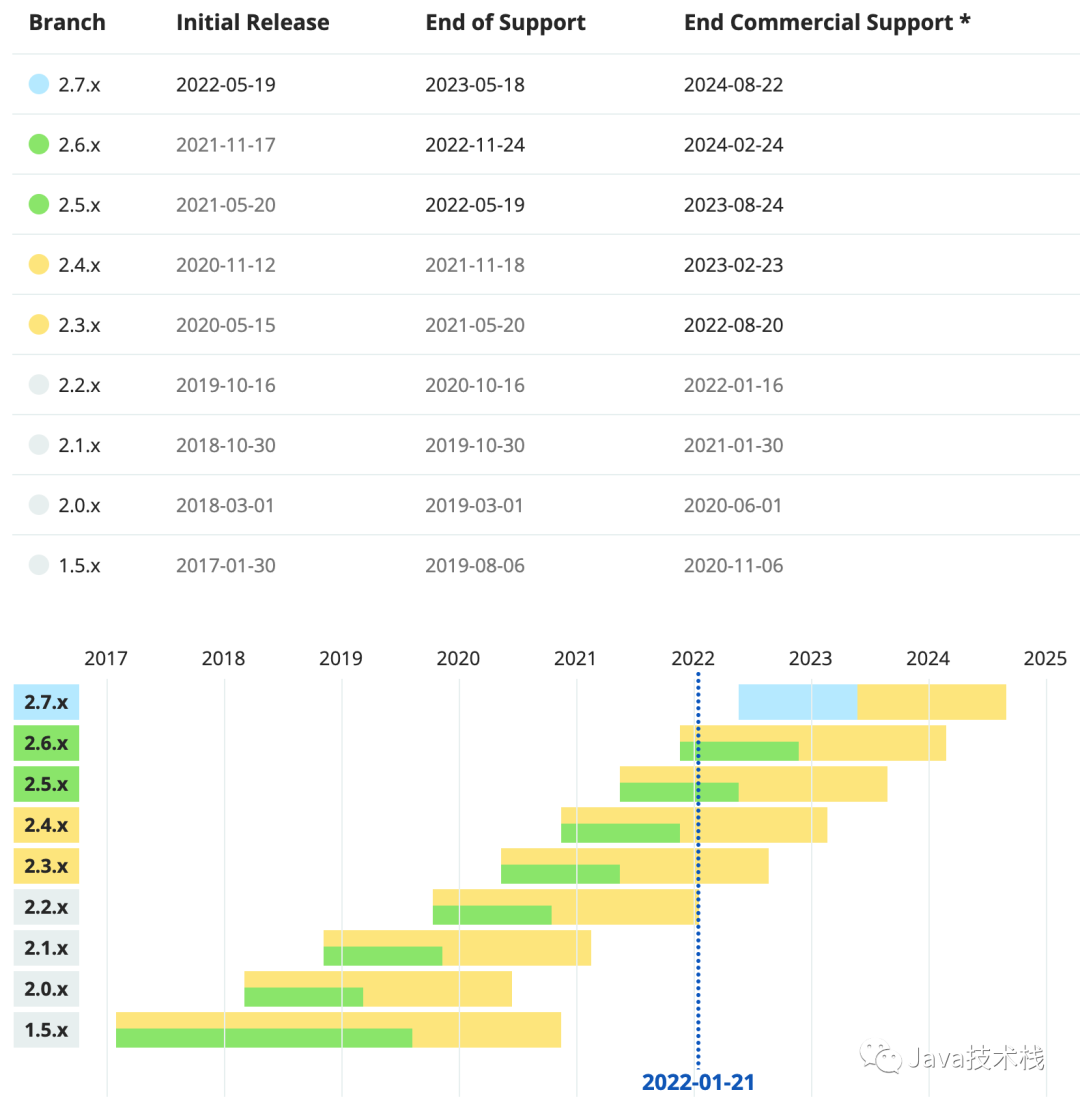 Branch Initial Release End of Support End Commercial Support *
2.7.x 2022-05-19 2023-05-18 2024-08-22
2.6.x 2021-11-17 2022-11-24 2024-02-24
2.5.x 2021-05-20 2022-05-19 2023-08-24
2.4.x 2020-11-12 2021-11-18 2023-02-23
2.3.x 2020-05-15 2021-05-20 2022-08-20
2.2.x 2019-10-16 2020-10-16 2022-01-16
2.1.x 2018-10-30 2019-10-30 2021-01-30
2.0.x 2018-03-01 2019-03-01 2020-06-01
1.5.x 2017-01-30 2019-08-06 2020-11-06
2017 2018 2019 2020 2021 2022 2023 2024 2025
2.7.x
2.6.x
2.5.x
2.4.x
2.3.x
2.2.x
2.1.x
2.0.x
1.5.x
Java技术栈
2022-01-21